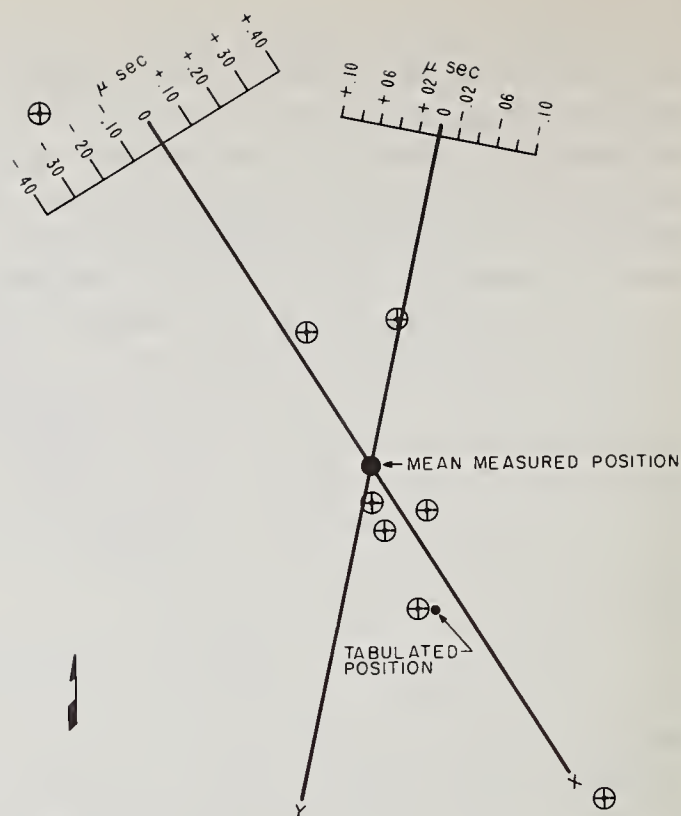 μ sec
-.40
-.30
-.20
-.10
0
+.10
+.20
+.30
+.40
μ sec
+.10
+.06
+.02
0
-.02
-.06
-.10
MEAN MEASURED POSITION
TABULATED
POSITION
X
Y